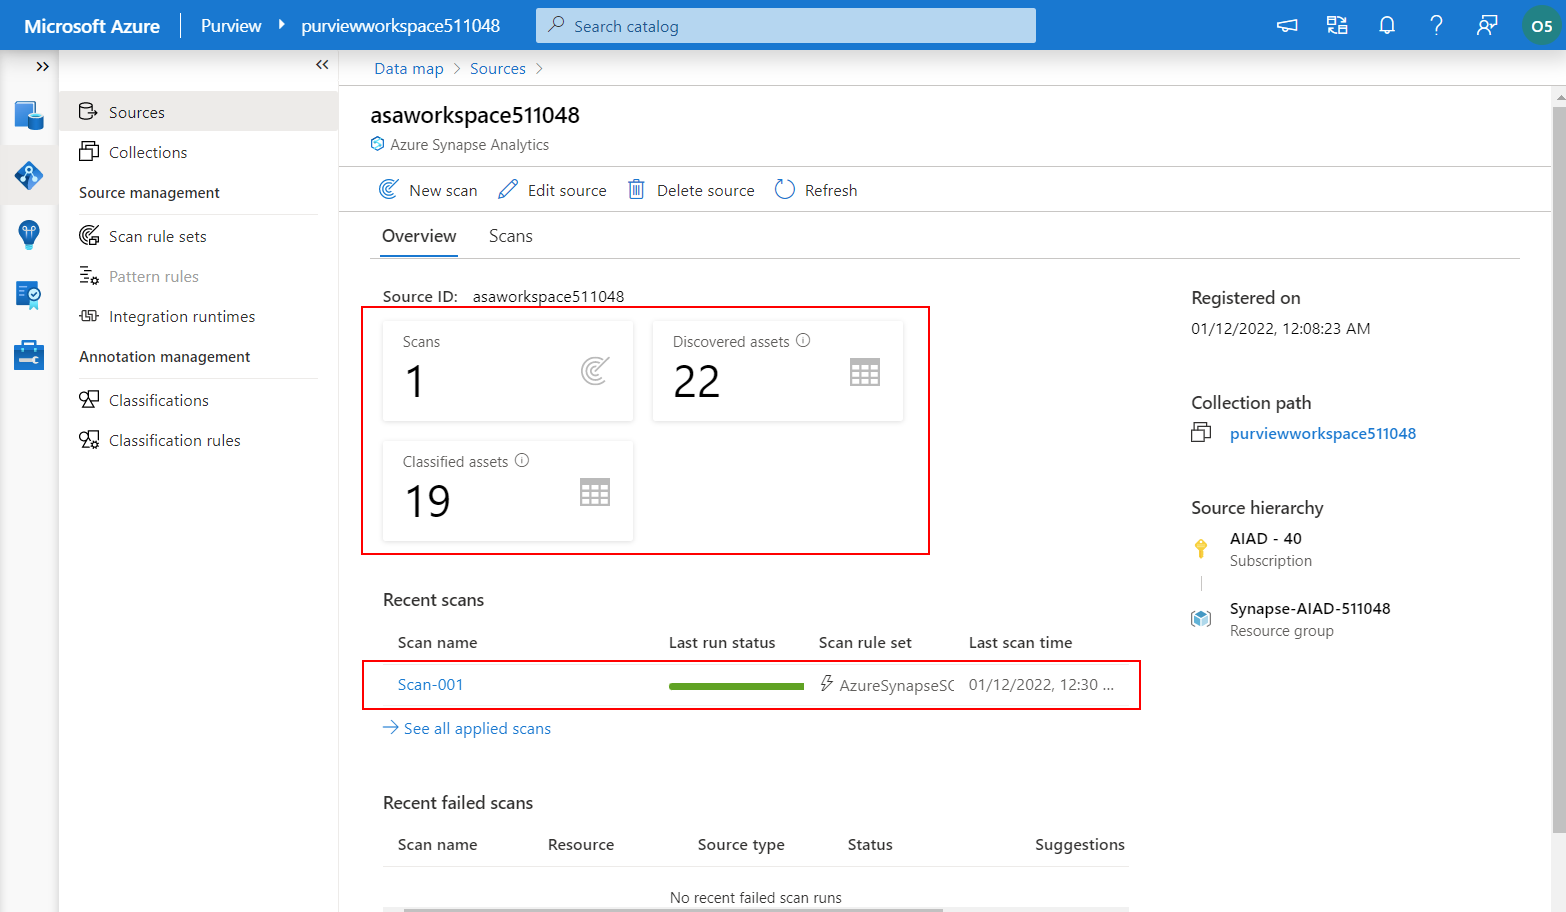 Microsoft Azure
Purview
purviewworkspace511048
Search catalog
O5
Data map
Sources
Sources
Collections
Source management
Scan rule sets
Pattern rules
Integration runtimes
Annotation management
Classifications
Classification rules
asaworkspace511048
Azure Synapse Analytics
New scan
Edit source
Delete source
Refresh
Overview
Scans
Source ID: asaworkspace511048
Scans
1
Discovered assets
22
Classified assets
19
Recent scans
Scan name Last run status Scan rule set Last scan time
Scan-001 AzureSynapseSC 01/12/2022, 12:30 ...
See all applied scans
Recent failed scans
Scan name Resource Source type Status Suggestions
No recent failed scan runs
Registered on
01/12/2022, 12:08:23 AM
Collection path
purviewworkspace511048
Source hierarchy
AIAD - 40
Subscription
Synapse-AIAD-511048
Resource group